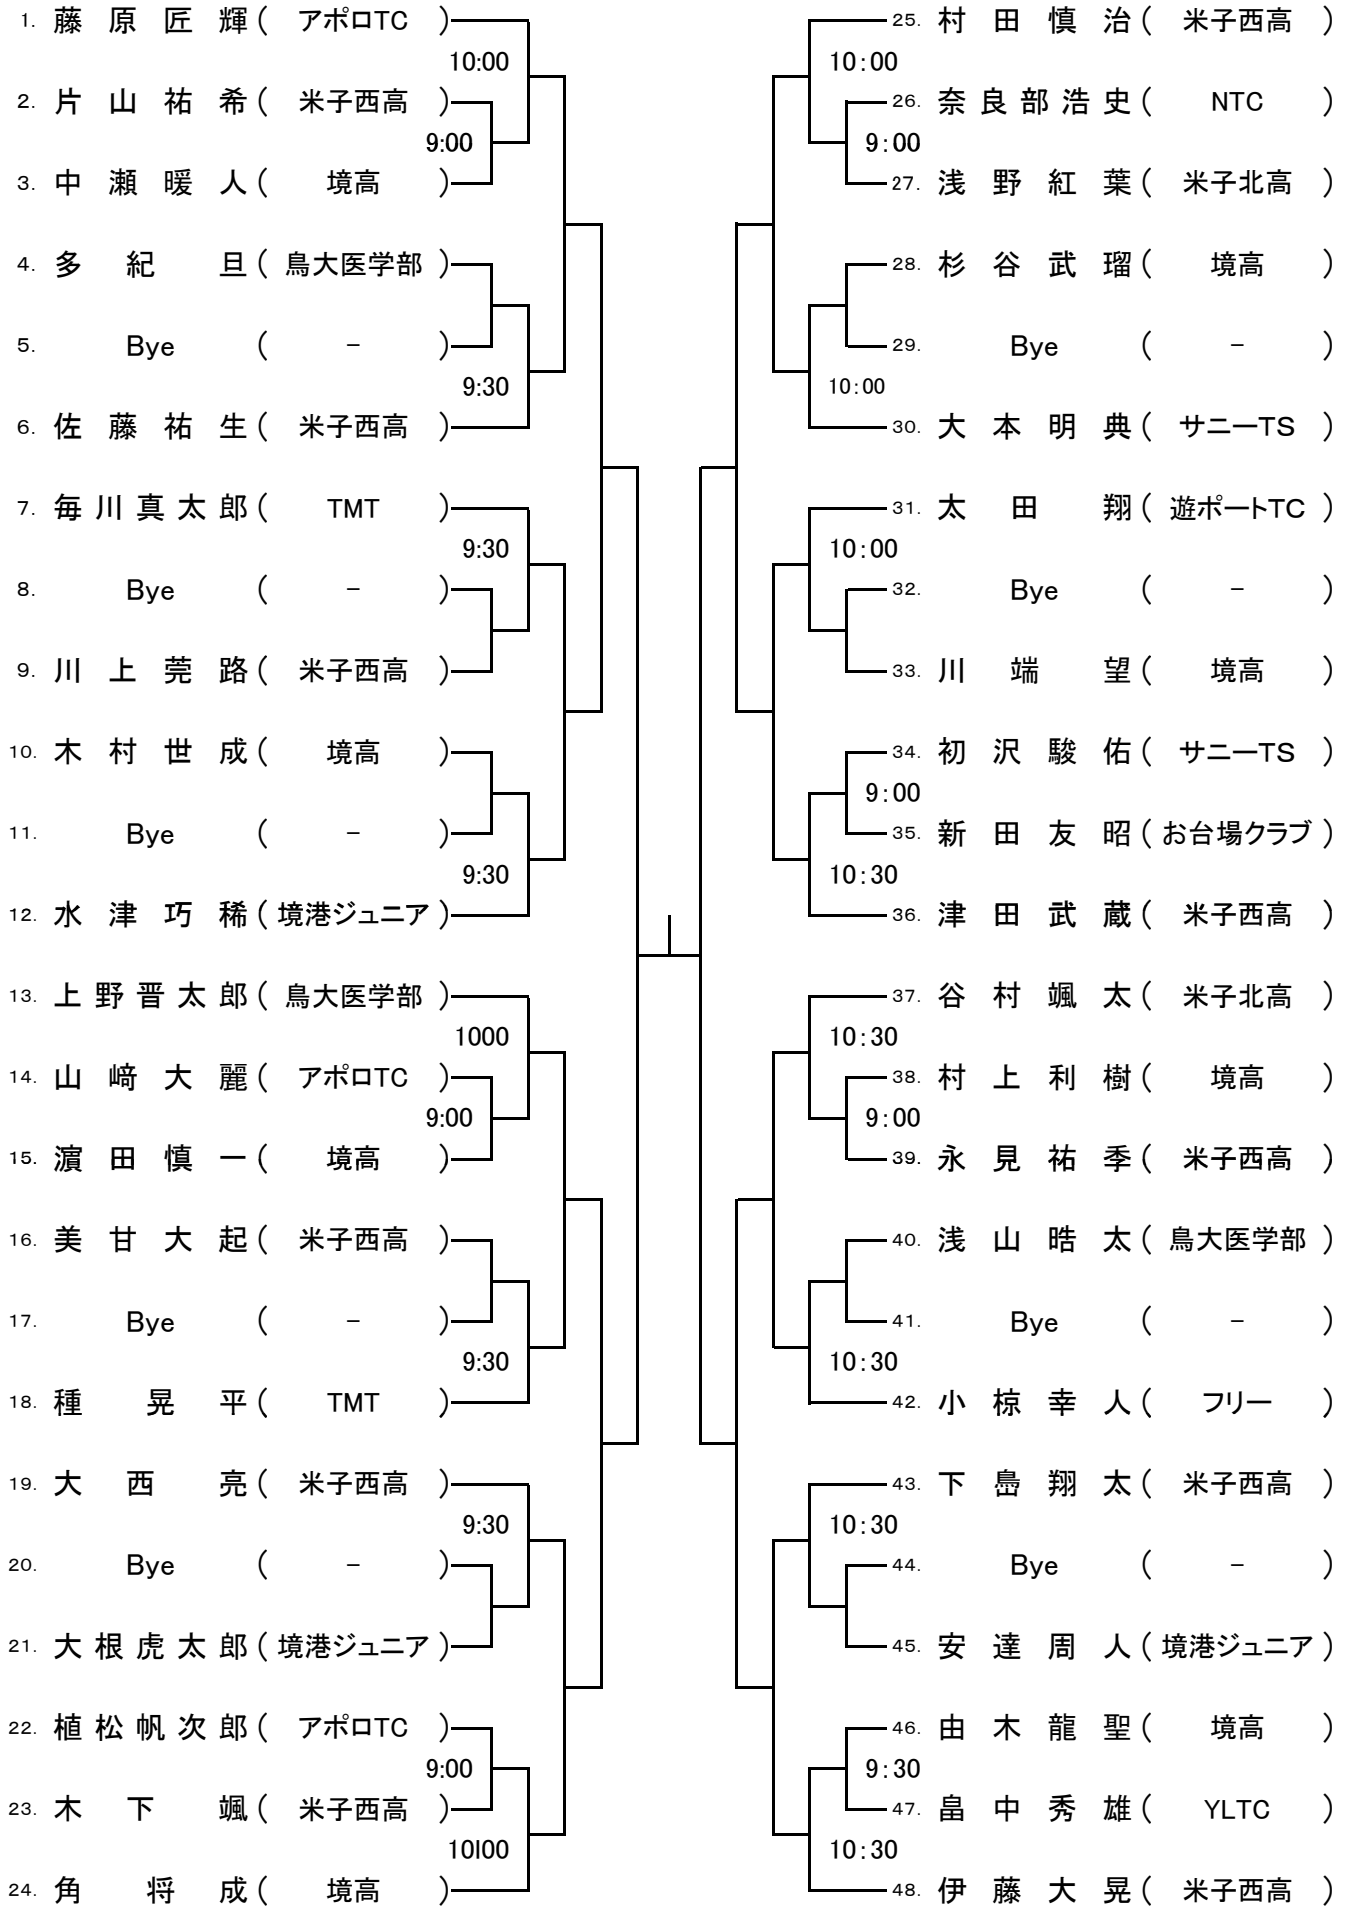 1. 藤原匠輝 ( アポロTC )
10:00
2. 片山祐希 ( 米子西高 )
9:00
3. 中瀬暖人 ( 境高 )
4. 多紀旦 ( 鳥大医学部 )
5. Bye ( - )
9:30
6. 佐藤祐生 ( 米子西高 )
7. 毎川真太郎 ( TMT )
9:30
8. Bye ( - )
9. 川上莞路 ( 米子西高 )
10. 木村世成 ( 境高 )
11. Bye ( - )
9:30
12. 水津巧稀 ( 境港ジュニア )
13. 上野晋太郎 ( 鳥大医学部 )
1000
14. 山﨑大麗 ( アポロTC )
9:00
15. 濵田慎一 ( 境高 )
16. 美甘大起 ( 米子西高 )
17. Bye ( - )
9:30
18. 種晃平 ( TMT )
19. 大西亮 ( 米子西高 )
9:30
20. Bye ( - )
21. 大根虎太郎 ( 境港ジュニア )
22. 植松帆次郎 ( アポロTC )
9:00
23. 木下颯 ( 米子西高 )
10l00
24. 角将成 ( 境高 )
25. 村田慎治 ( 米子西高 )
10:00
26. 奈良部浩史 ( NTC )
9:00
27. 浅野紅葉 ( 米子北高 )
28. 杉谷武瑠 ( 境高 )
29. Bye ( - )
10:00
30. 大本明典 ( サニーTS )
31. 太田翔 ( 遊ポートTC )
10:00
32. Bye ( - )
33. 川端望 ( 境高 )
34. 初沢駿佑 ( サニーTS )
9:00
35. 新田友昭 ( お台場クラブ )
10:30
36. 津田武蔵 ( 米子西高 )
37. 谷村颯太 ( 米子北高 )
10:30
38. 村上利樹 ( 境高 )
9:00
39. 永見祐季 ( 米子西高 )
40. 浅山晧太 ( 鳥大医学部 )
41. Bye ( - )
10:30
42. 小椋幸人 ( フリー )
43. 下岊翔太 ( 米子西高 )
10:30
44. Bye ( - )
45. 安達周人 ( 境港ジュニア )
46. 由木龍聖 ( 境高 )
9:30
47. 畠中秀雄 ( YLTC )
10:30
48. 伊藤大晃 ( 米子西高 )